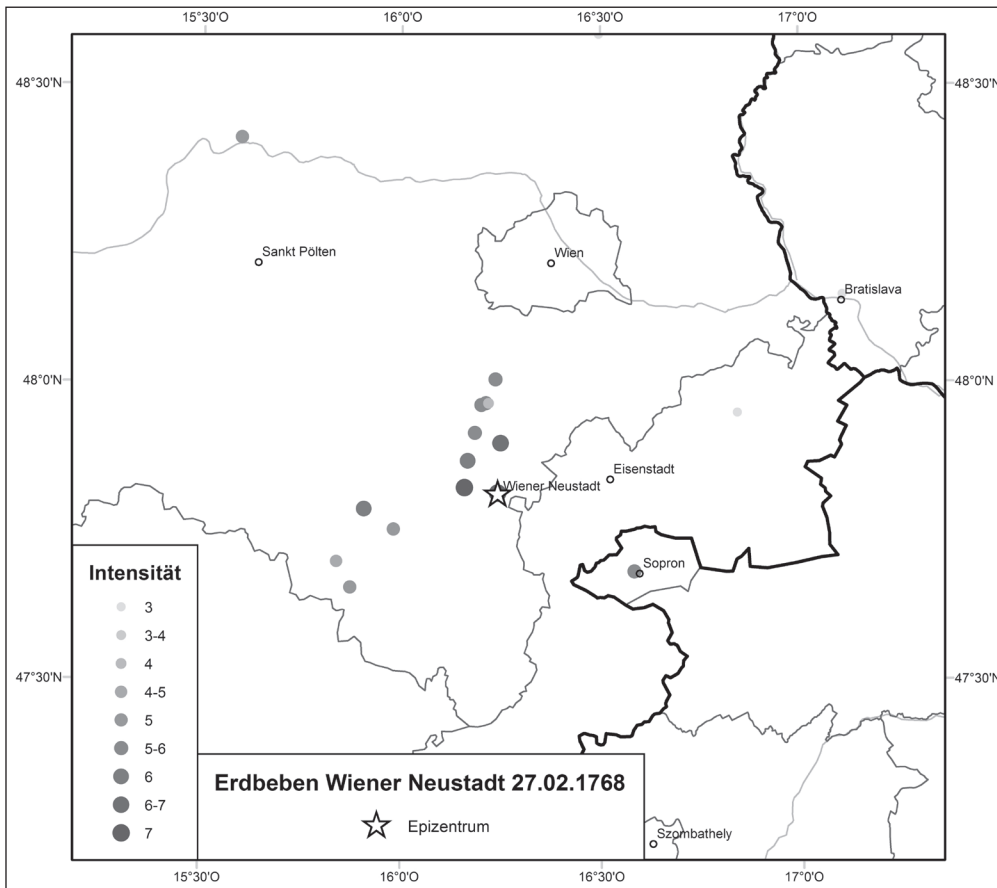 15°30'O 16°0'O 16°30'O 17°0'O
48°30'N 48°30'N
Sankt Pölten
Wien
Bratislava
48°0'N 48°0'N
Eisenstadt
Wiener Neustadt
Sopron
Intensität
3
3-4
4
4-5
5
5-6
6
6-7
7
47°30'N 47°30'N
Erdbeben Wiener Neustadt 27.02.1768
Epizentrum
Szombathely
15°30'O 16°0'O 16°30'O 17°0'O